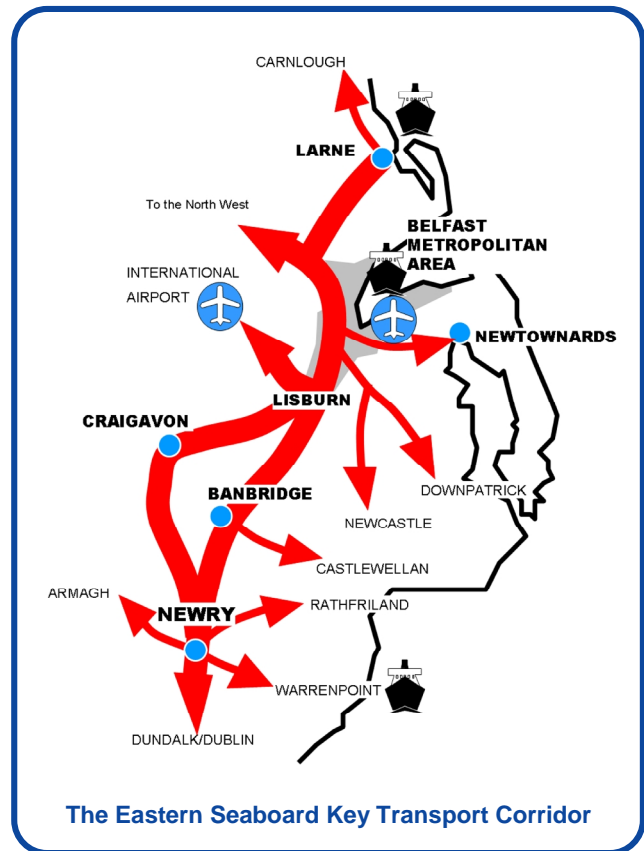 CARNLOUGH
LARNE
To the North West
BELFAST
METROPOLITAN
AREA
INTERNATIONAL
AIRPORT
NEWTOWNARDS
LISBURN
CRAIGAVON
DOWNPATRICK
BANBRIDGE
NEWCASTLE
CASTLEWELLAN
ARMAGH
RATHFRILAND
NEWRY
WARRENPOINT
DUNDALK/DUBLIN
The Eastern Seaboard Key Transport Corridor